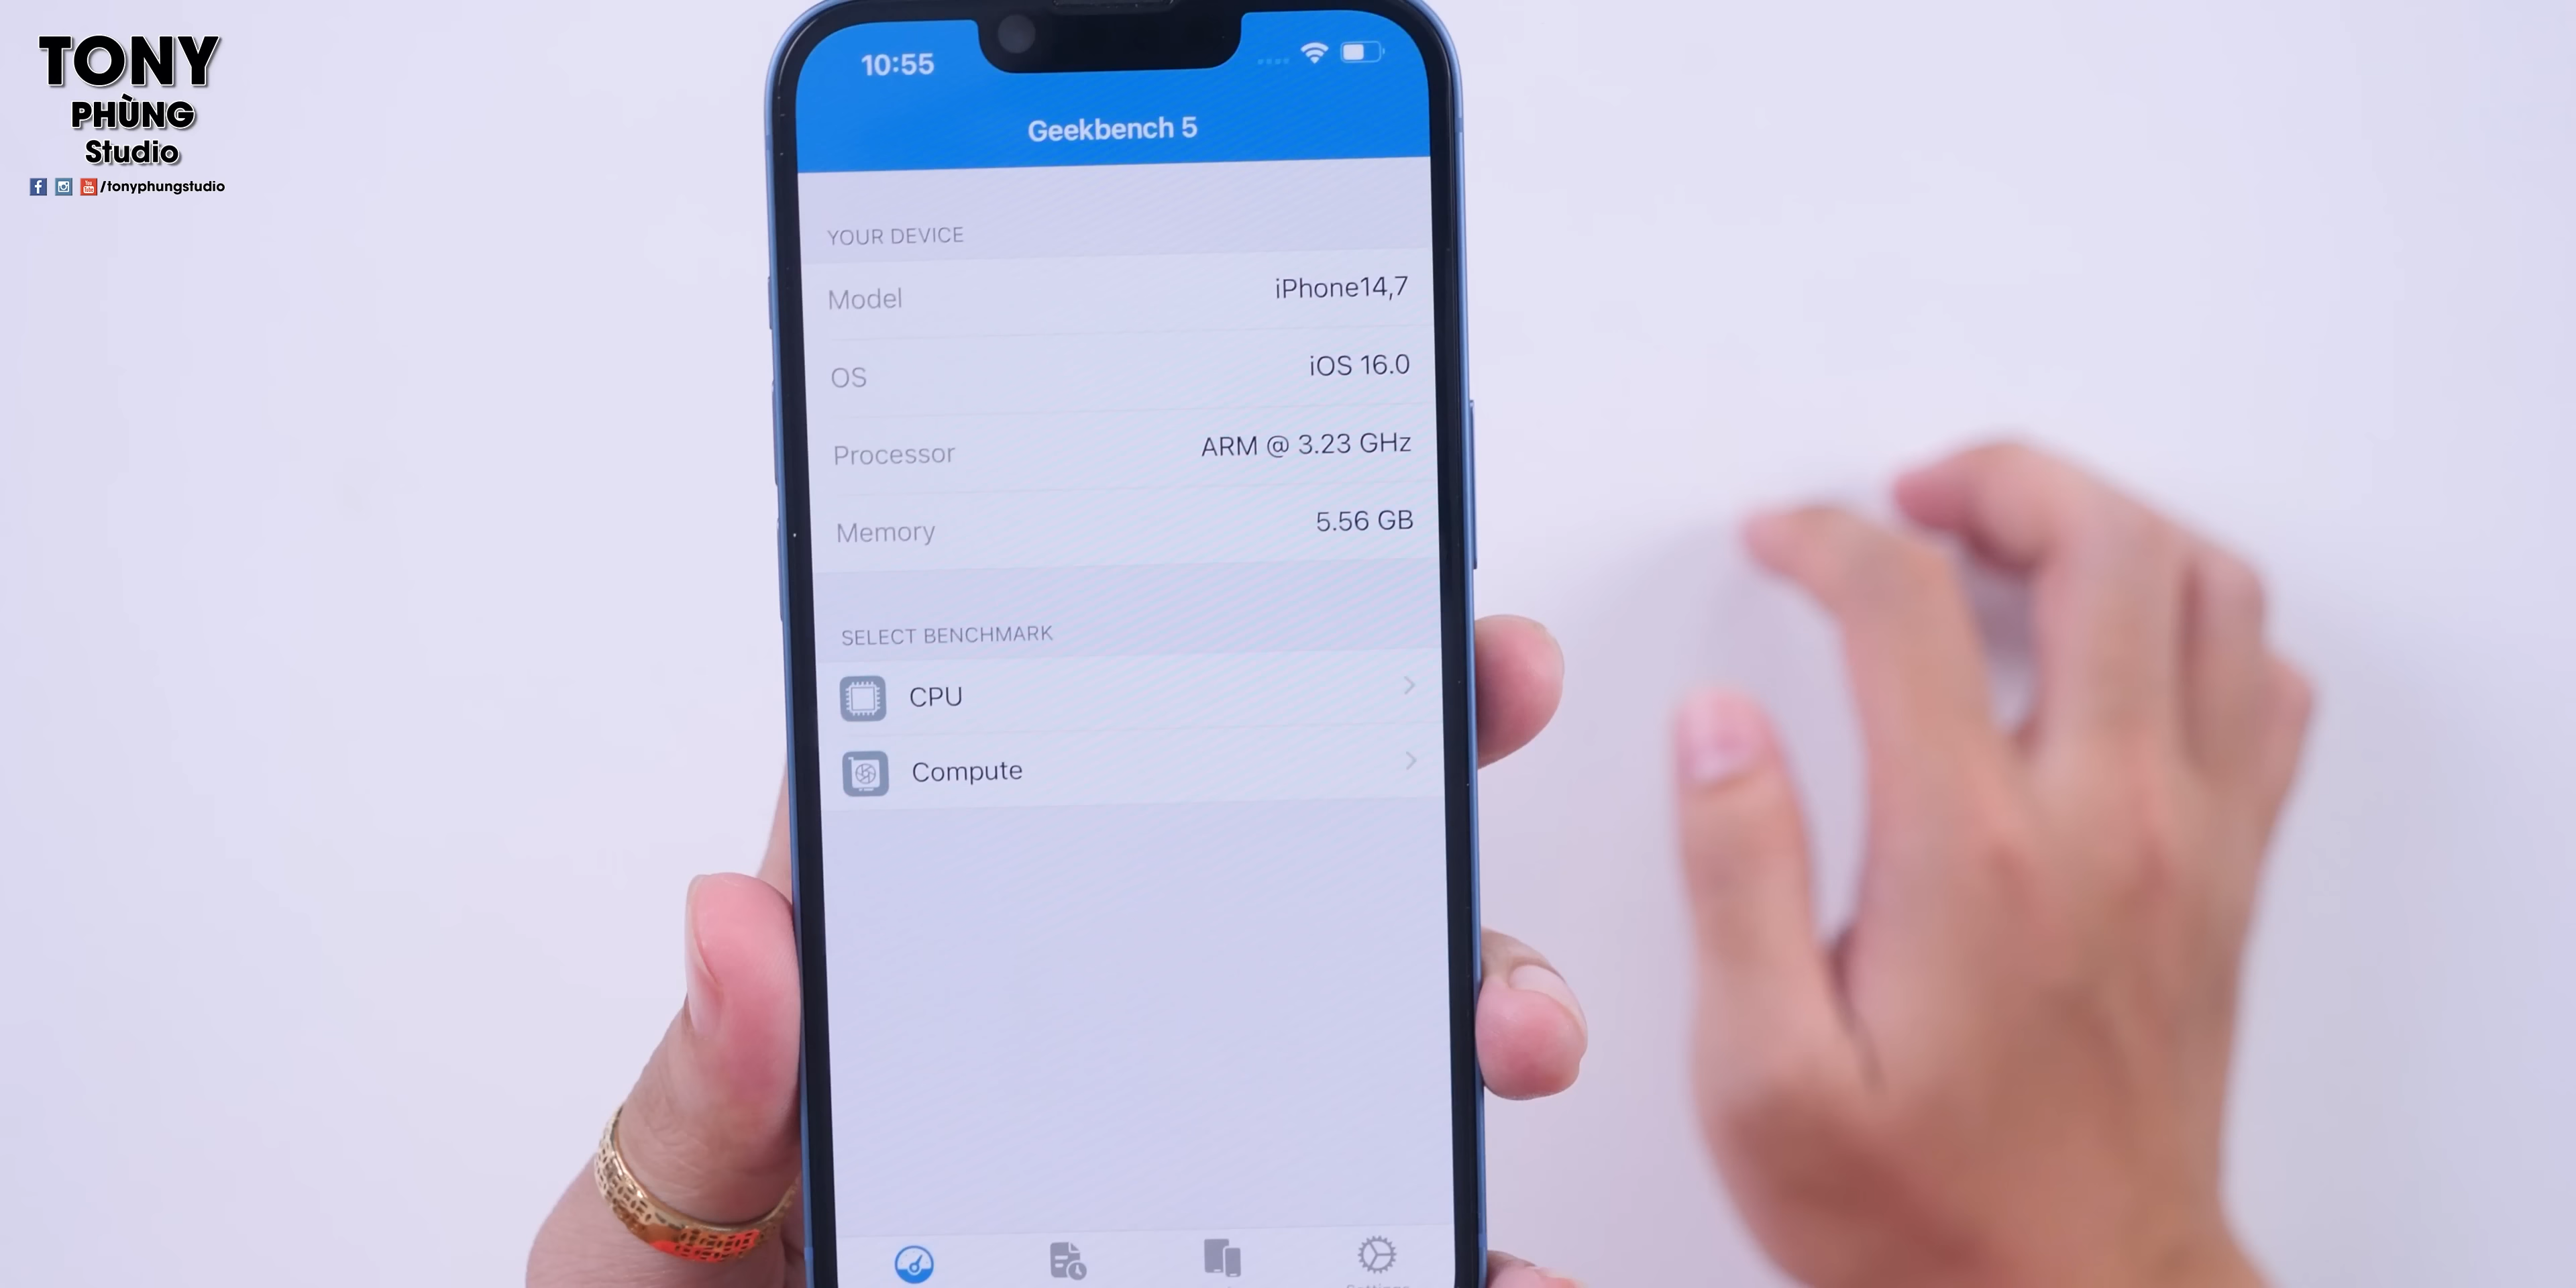 TONY
PHÙNG
Studio
/tonyphungstudio
10:55
Geekbench 5
YOUR DEVICE
Model iPhone14,7
OS iOS 16.0
Processor ARM @ 3.23 GHz
Memory 5.56 GB
SELECT BENCHMARK
CPU
Compute